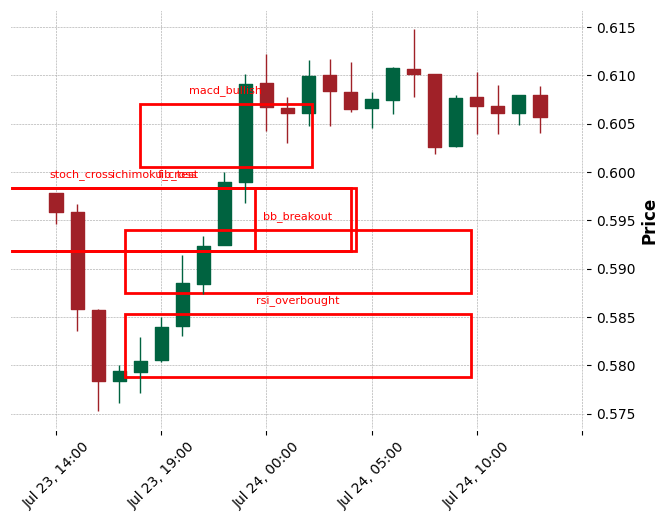 0.615
0.610
macd_bullish
0.605
0.600
stoch_cross
ichimoku_cross
fib_test
0.595
bb_breakout
Price
0.590
rsi_overbought
0.585
0.580
0.575
Jul 23, 14:00
Jul 23, 19:00
Jul 24, 00:00
Jul 24, 05:00
Jul 24, 10:00